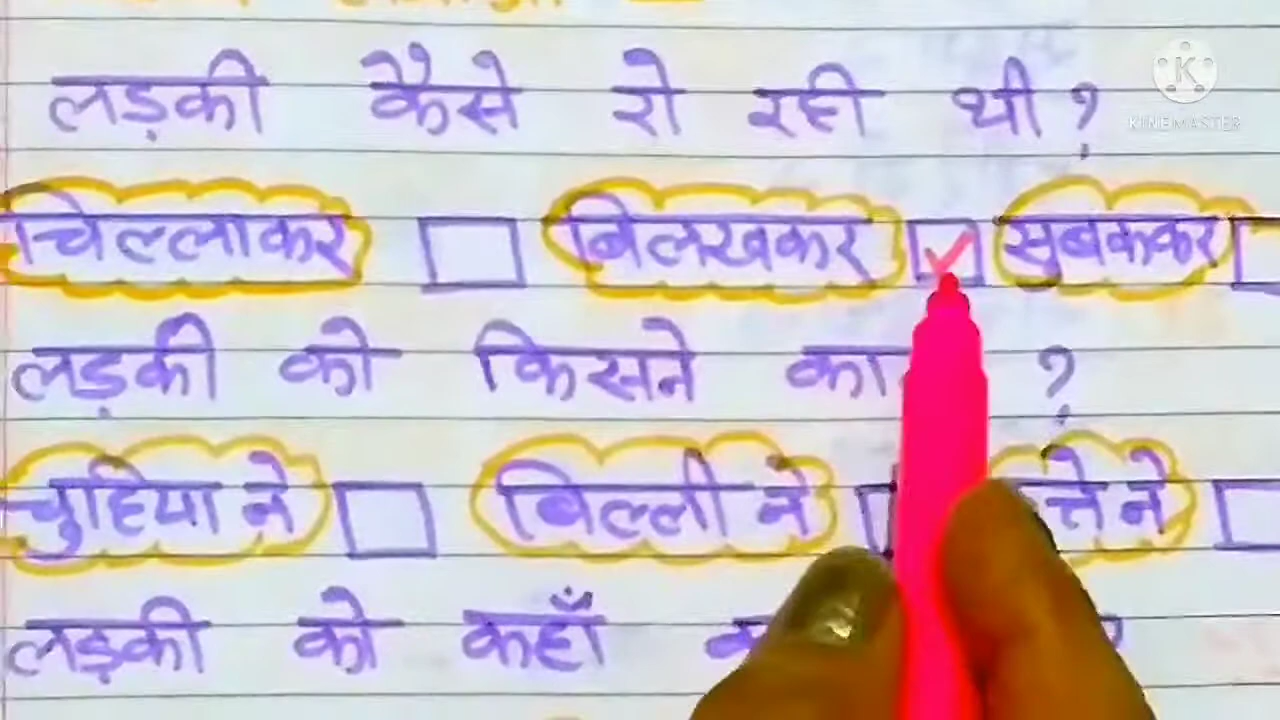 लड़की कैसे रो रही थी ?
K
KINEMASTER
चिल्लाकर बिलखकर सुबककर
लड़की को किसने ?
चुहिया ने बिल्ली ने ने
लड़की को कहाँ